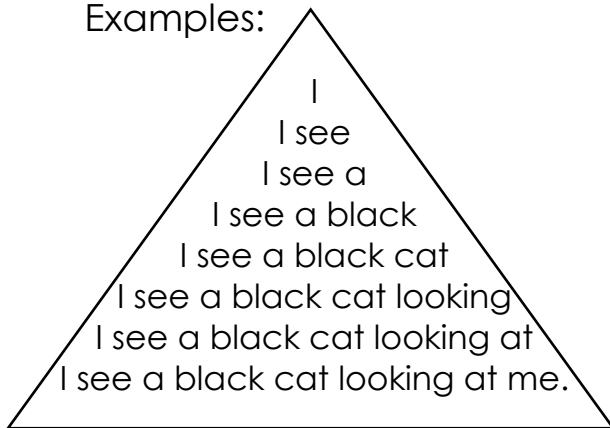 Examples:
I
I see
I see a
I see a black
I see a black cat
I see a black cat looking
I see a black cat looking at
I see a black cat looking at me.